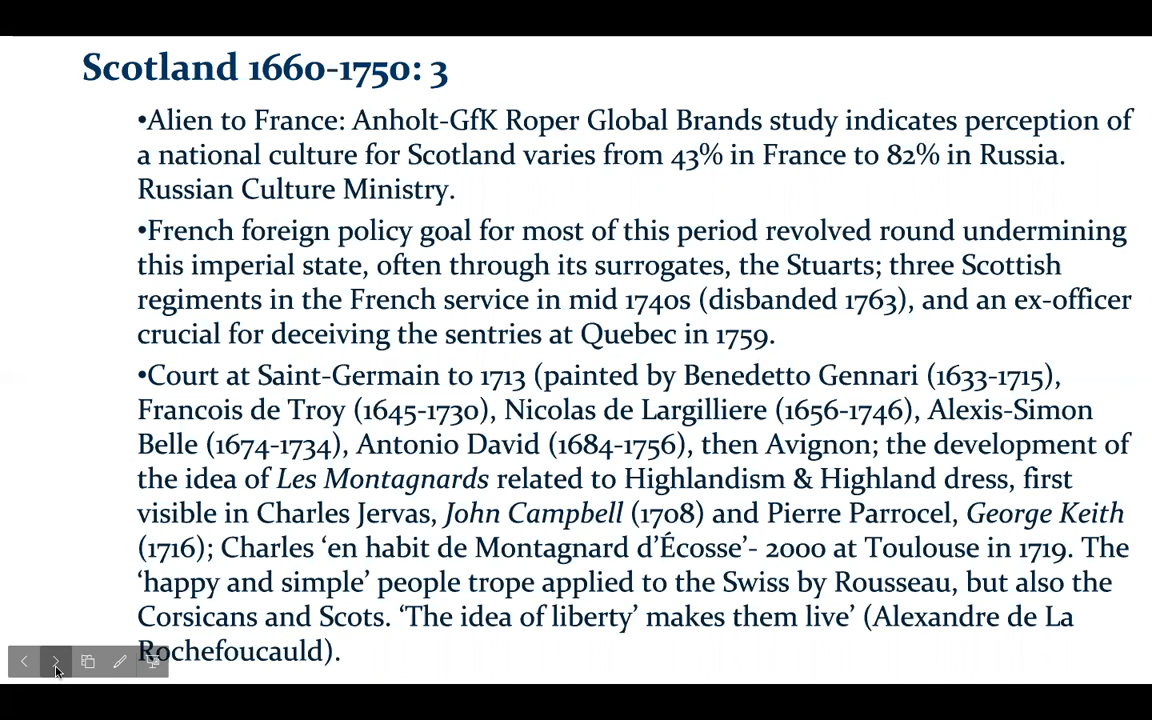 Scotland 1660-1750: 3
•Alien to France: Anholt-GfK Roper Global Brands study indicates perception of
a national culture for Scotland varies from 43% in France to 82% in Russia.
Russian Culture Ministry.
•French foreign policy goal for most of this period revolved round undermining
this imperial state, often through its surrogates, the Stuarts; three Scottish
regiments in the French service in mid 1740s (disbanded 1763), and an ex-officer
crucial for deceiving the sentries at Quebec in 1759.
•Court at Saint-Germain to 1713 (painted by Benedetto Gennari (1633-1715),
Francois de Troy (1645-1730), Nicolas de Largilliere (1656-1746), Alexis-Simon
Belle (1674-1734), Antonio David (1684-1756), then Avignon; the development of
the idea of Les Montagnards related to Highlandism & Highland dress, first
visible in Charles Jervas, John Campbell (1708) and Pierre Parrocel, George Keith
(1716); Charles ‘en habit de Montagnard d’Écosse’- 2000 at Toulouse in 1719. The
‘happy and simple’ people trope applied to the Swiss by Rousseau, but also the
Corsicans and Scots. ‘The idea of liberty’ makes them live’ (Alexandre de La
Rochefoucauld).